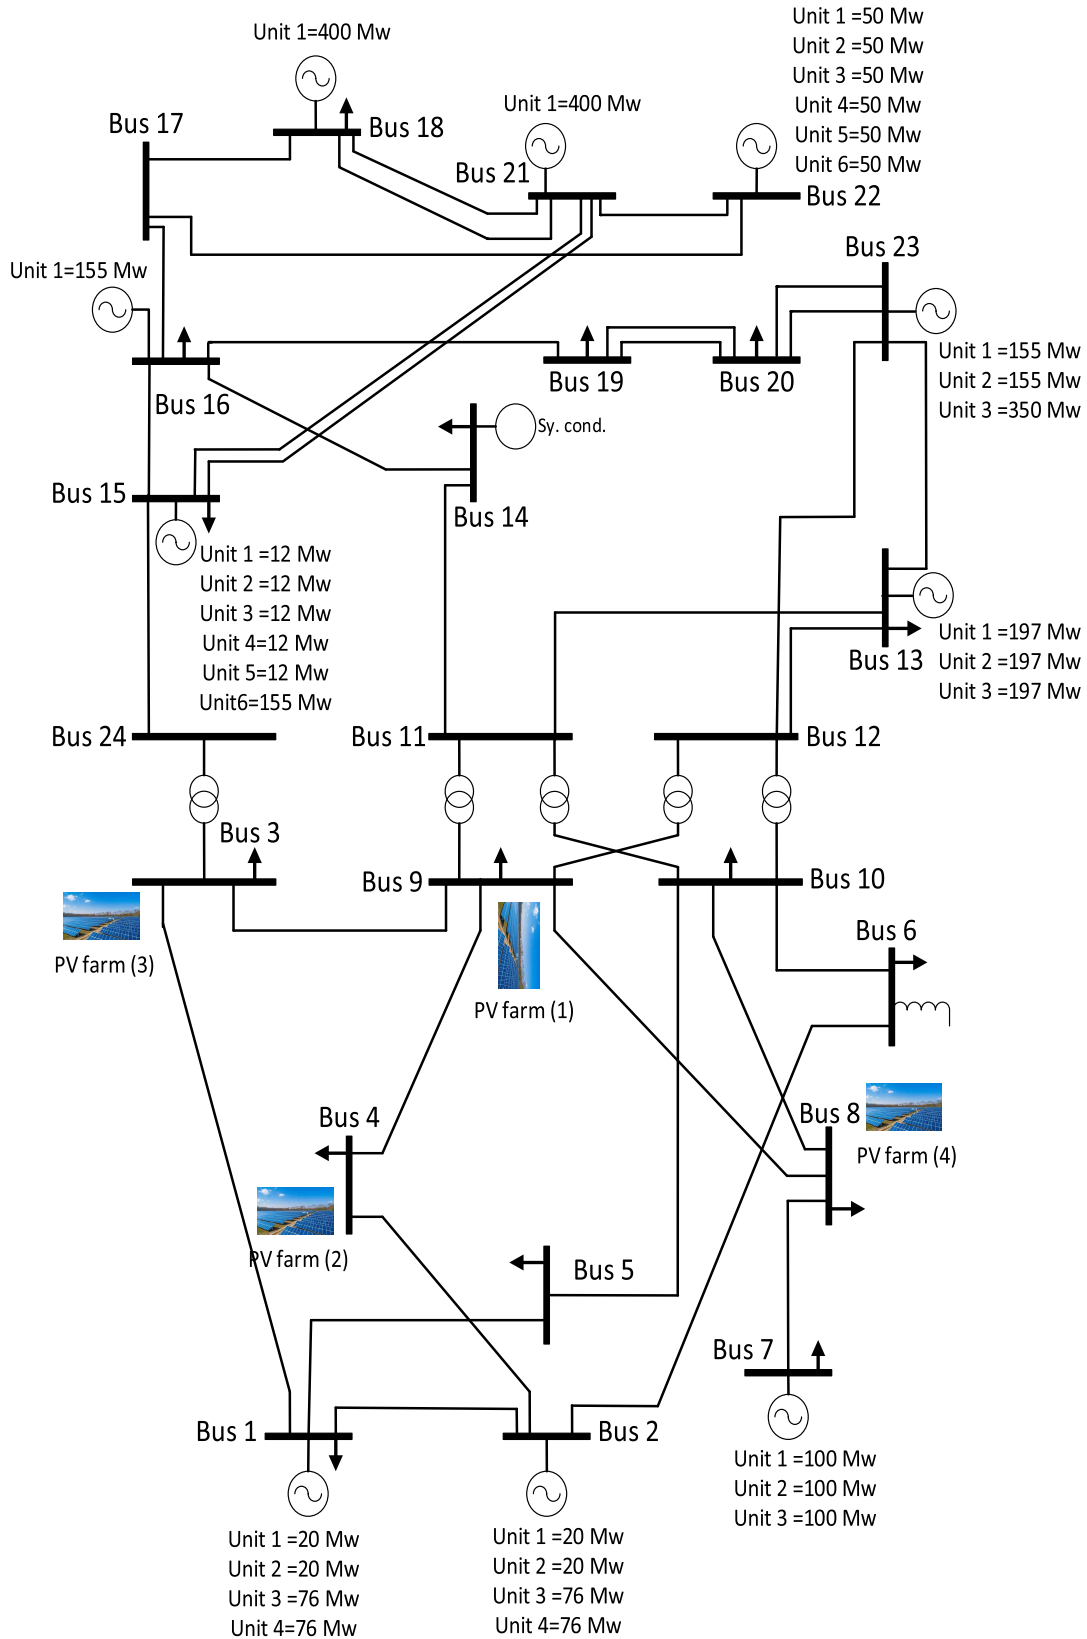 Unit 1=400 Mw
Bus 18
Bus 17
Unit 1=400 Mw
Bus 21
Unit 1 =50 Mw
Unit 2 =50 Mw
Unit 3 =50 Mw
Unit 4=50 Mw
Unit 5=50 Mw
Unit 6=50 Mw
Bus 22
Bus 23
Unit 1=155 Mw
Unit 1 =155 Mw
Unit 2 =155 Mw
Unit 3 =350 Mw
Bus 16
Bus 19
Bus 20
Sy. cond.
Bus 15
Bus 14
Unit 1 =12 Mw
Unit 2 =12 Mw
Unit 3 =12 Mw
Unit 4=12 Mw
Unit 5=12 Mw
Unit6=155 Mw
Bus 13
Unit 1 =197 Mw
Unit 2 =197 Mw
Unit 3 =197 Mw
Bus 24
Bus 11
Bus 12
Bus 3
Bus 9
Bus 10
PV farm (3)
PV farm (1)
Bus 6
Bus 4
Bus 8
PV farm (4)
PV farm (2)
Bus 5
Bus 7
Bus 1
Bus 2
Unit 1 =100 Mw
Unit 2 =100 Mw
Unit 3 =100 Mw
Unit 1 =20 Mw
Unit 2 =20 Mw
Unit 3 =76 Mw
Unit 4=76 Mw
Unit 1 =20 Mw
Unit 2 =20 Mw
Unit 3 =76 Mw
Unit 4=76 Mw